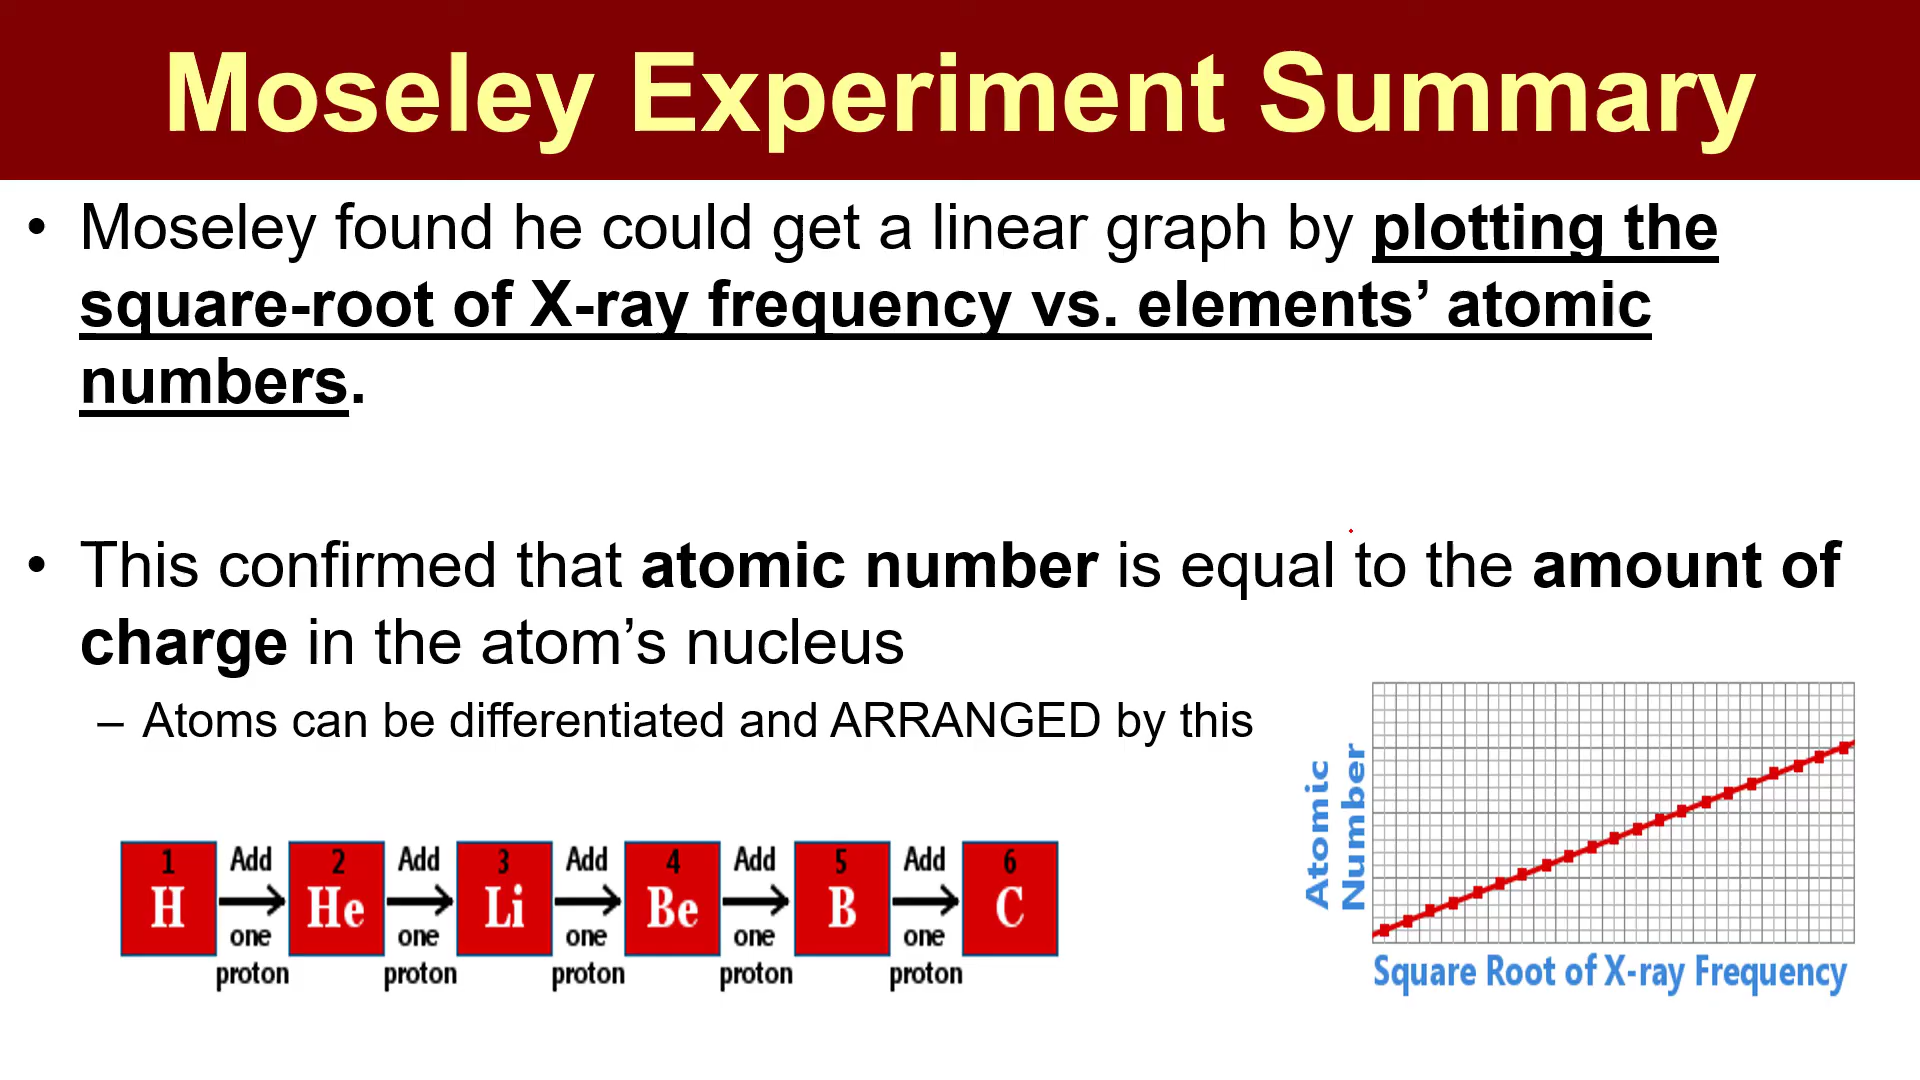 Moseley Experiment Summary
• Moseley found he could get a linear graph by plotting the
square-root of X-ray frequency vs. elements’ atomic
numbers.
• This confirmed that atomic number is equal to the amount of
charge in the atom’s nucleus
– Atoms can be differentiated and ARRANGED by this
1 Add 2 Add 3 Add 4 Add 5 Add 6
H He Li Be B C
one one one one one
proton proton proton proton proton
Atomic
Number
Square Root of X-ray Frequency